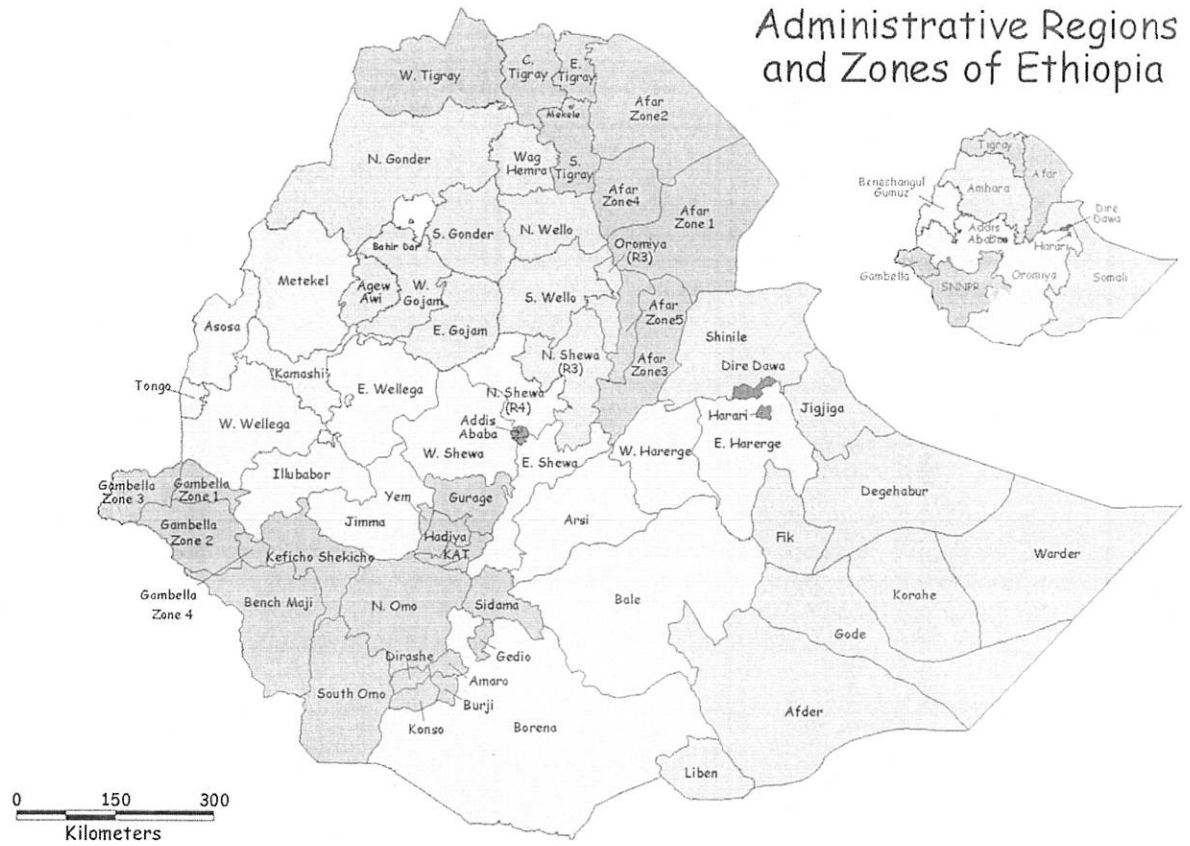 Administrative Regions
and Zones of Ethiopia
W. Tigray
C.
Tigray
E.
Tigray
Mekele
Afar
Zone2
N. Gonder
Wag
Hemra
S.
Tigray
Afar
Zone4
Afar
Zone 1
Bahir Dar
S. Gonder
N. Wello
Oromiya
(R3)
Metekel
Agew
Awi
W.
Gojam
S. Wello
Afar
Zone5
Asosa
E. Gojam
Shinile
Kamashi
N. Shewa
(R3)
Afar
Zone3
Dire Dawa
Tongo
E. Wellega
N. Shewa
(R4)
Jigjiga
W. Wellega
Addis
Ababa
Harari
W. Shewa
E. Shewa
W. Harerge
E. Harerge
Illubabor
Gambella
Zone 3
Gambella
Zone 1
Yem
Gurage
Degehabur
Gambella
Zone 2
Jimma
Arsi
Hadiya
Fik
Keficho Shekicho
KAT
Warder
Gambella
Zone 4
Bench Maji
N. Omo
Sidama
Bale
Korahe
Gode
Dirashe
Gedio
Amaro
South Omo
Burji
Konso
Borena
Afder
Liben
Tigray
Afar
Benechangul
Gumuz
Amhara
Dire
Dawa
Addis
Ababa
Harari
Gambella
SNNPR
Oromiya
Somali
0 150 300
Kilometers